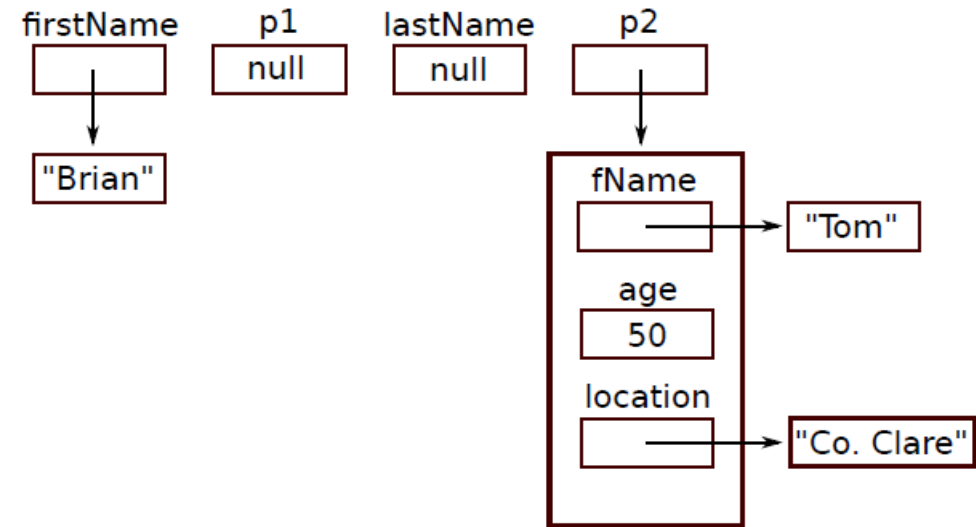 firstName p1 lastName p2
null null
"Brian"
fName
"Tom"
age
50
location
"Co. Clare"